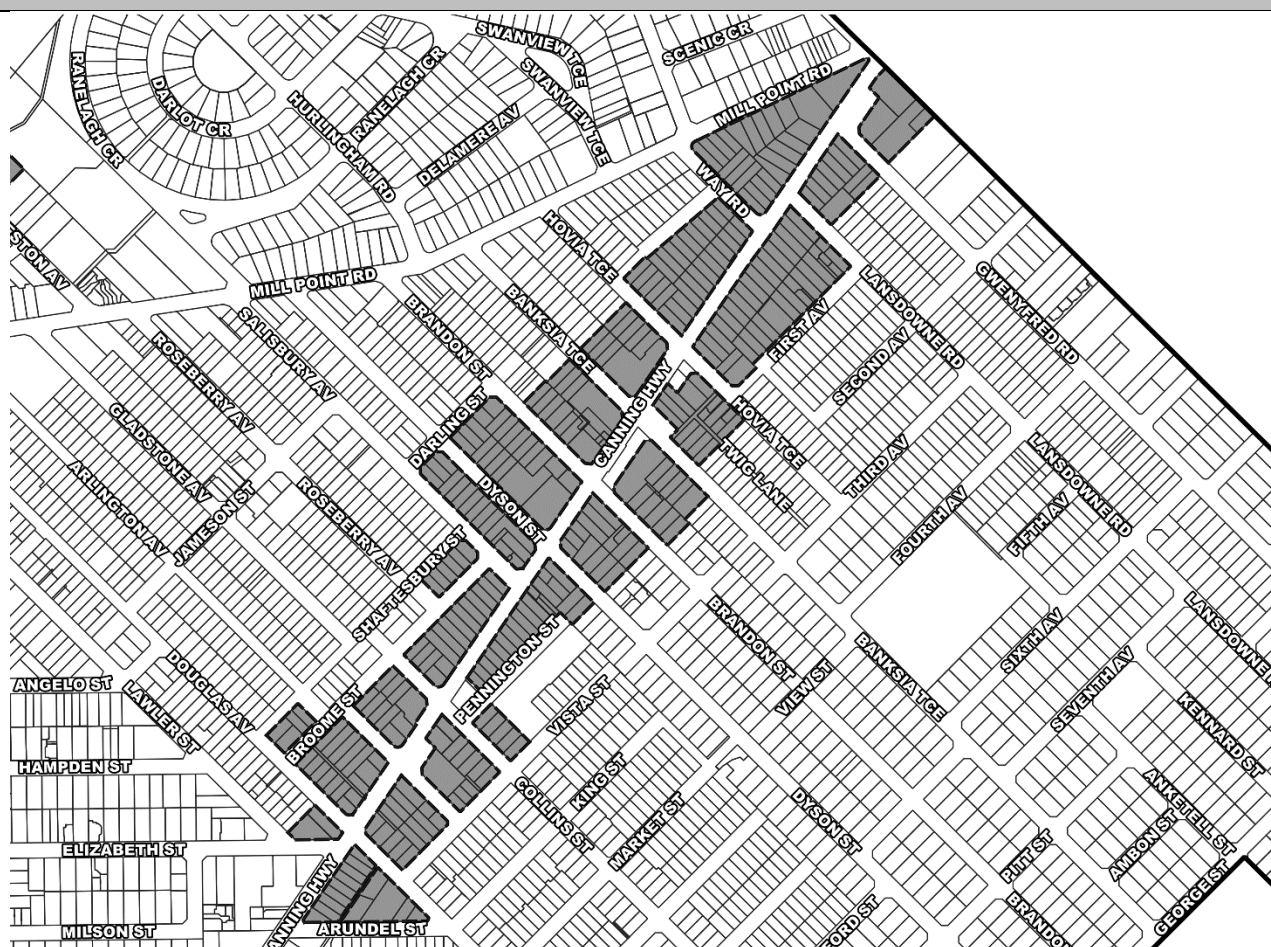 SWANVIEW TCE
SCENIC CR
RANELAGH CR
RANELAGH CR
DARLOT CR
HURLINGHAM RD
SWANVIEW TCE
MILL POINT RD
DELAMERE AV
WAY RD
HOVIA TCE
STON AV
MILL POINT RD
BANKSIA TCE
BRANDON ST
SALISBURY AV
LANSDOWNE RD
GWENYFRED RD
FIRST AV
SECOND AV
ROSEBERRY AV
CANNING HWY
DARLING ST
HOVIA TCE
TWIG LANE
THIRD AV
GLADSTONE AV
ARLINGTON AV
JAMESON ST
ROSEBERRY AV
DYSON ST
LANSDOWNE RD
FOURTH AV
FIFTH AV
SHAFTESBURY ST
PENNINGTON ST
BRANDON ST
VIEW ST
BANKSIA TCE
SIXTH AV
SEVENTH AV
LANSDOWNE
ANGELO ST
LAWLER ST
DOUGLAS AV
BROOME ST
VISTA ST
KENNARD ST
HAMPDEN ST
KING ST
COLLINS ST
MARKET ST
DYSON ST
ANKETELL ST
AMBON ST
PITT ST
GEORGE ST
ELIZABETH ST
ANNING HWY
ARUNDEL ST
MILSON ST
ORD ST
BRANDO